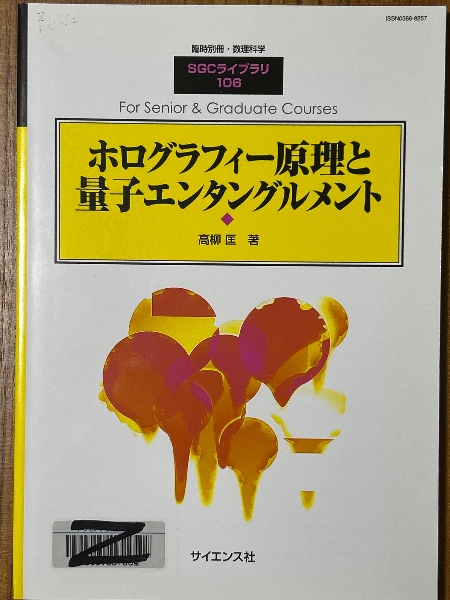 ISSN0386-8257
臨時別冊・数理科学
SGCライブラリ
106
For Senior & Graduate Courses
ホログラフィー原理と
量子エンタングルメント
高柳 匡 著
サイエンス社